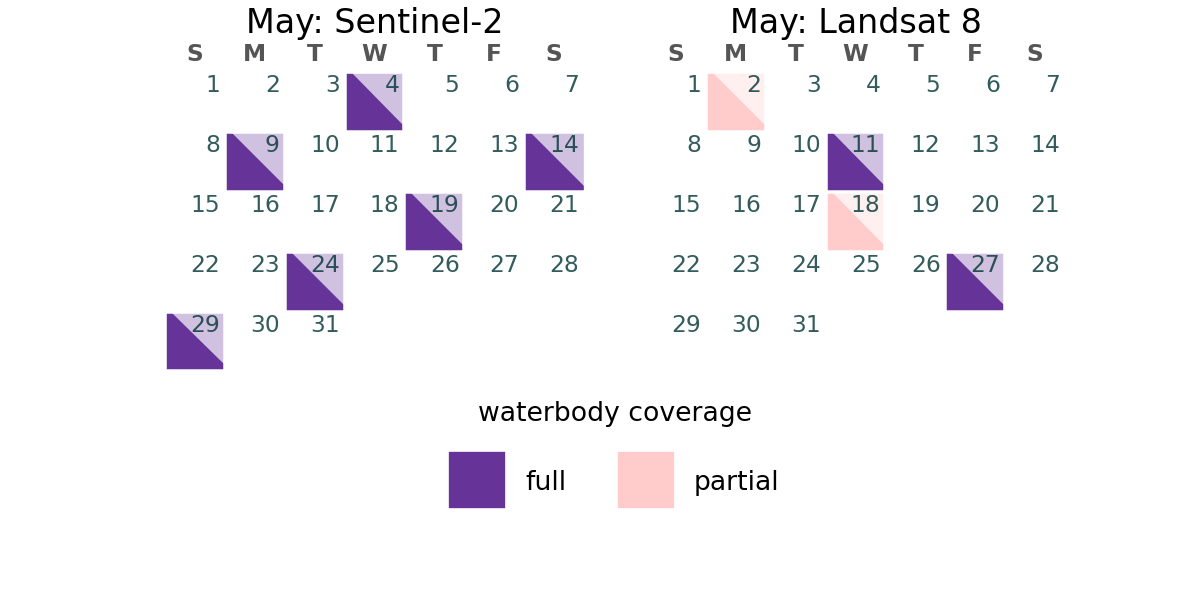 May: Sentinel-2
S M T W T F S
1 2 3 4 5 6 7
8 9 10 11 12 13 14
15 16 17 18 19 20 21
22 23 24 25 26 27 28
29 30 31
May: Landsat 8
S M T W T F S
1 2 3 4 5 6 7
8 9 10 11 12 13 14
15 16 17 18 19 20 21
22 23 24 25 26 27 28
29 30 31
waterbody coverage
full
partial